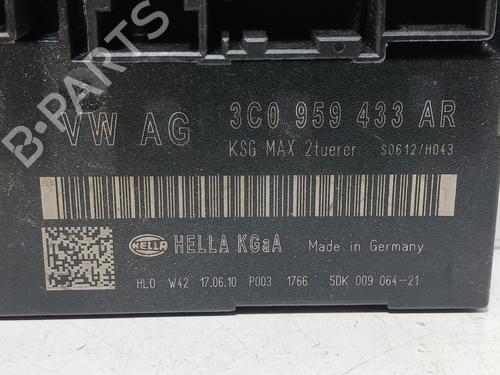 B-PARTS
VW AG 3C0 959 433 AR
KSG MAX 2tuerer S0612/H043
HELLA HELLA KGaA Made in Germany
HLO W42 17.06.10 P003 1766 5DK 009 064-21